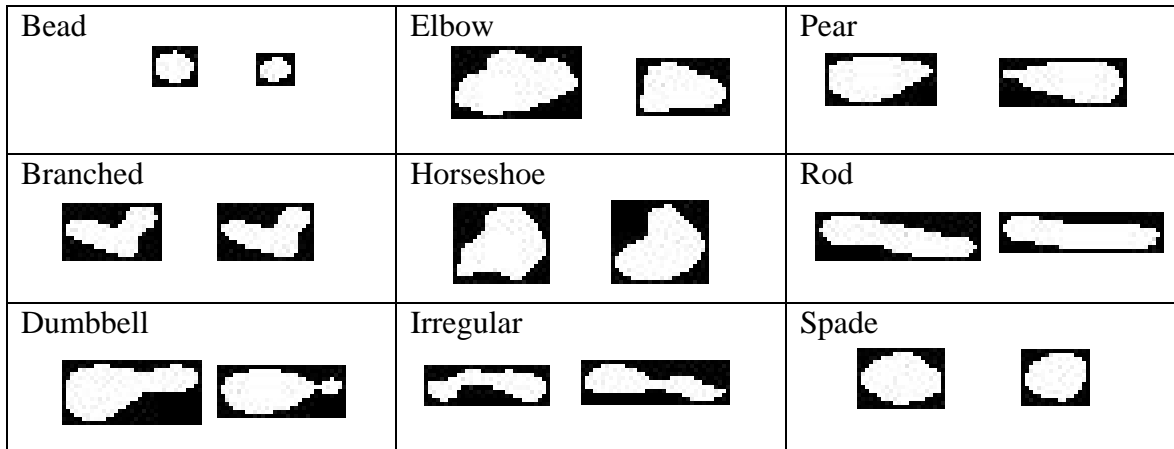 Bead
Elbow
Pear
Branched
Horseshoe
Rod
Dumbbell
Irregular
Spade